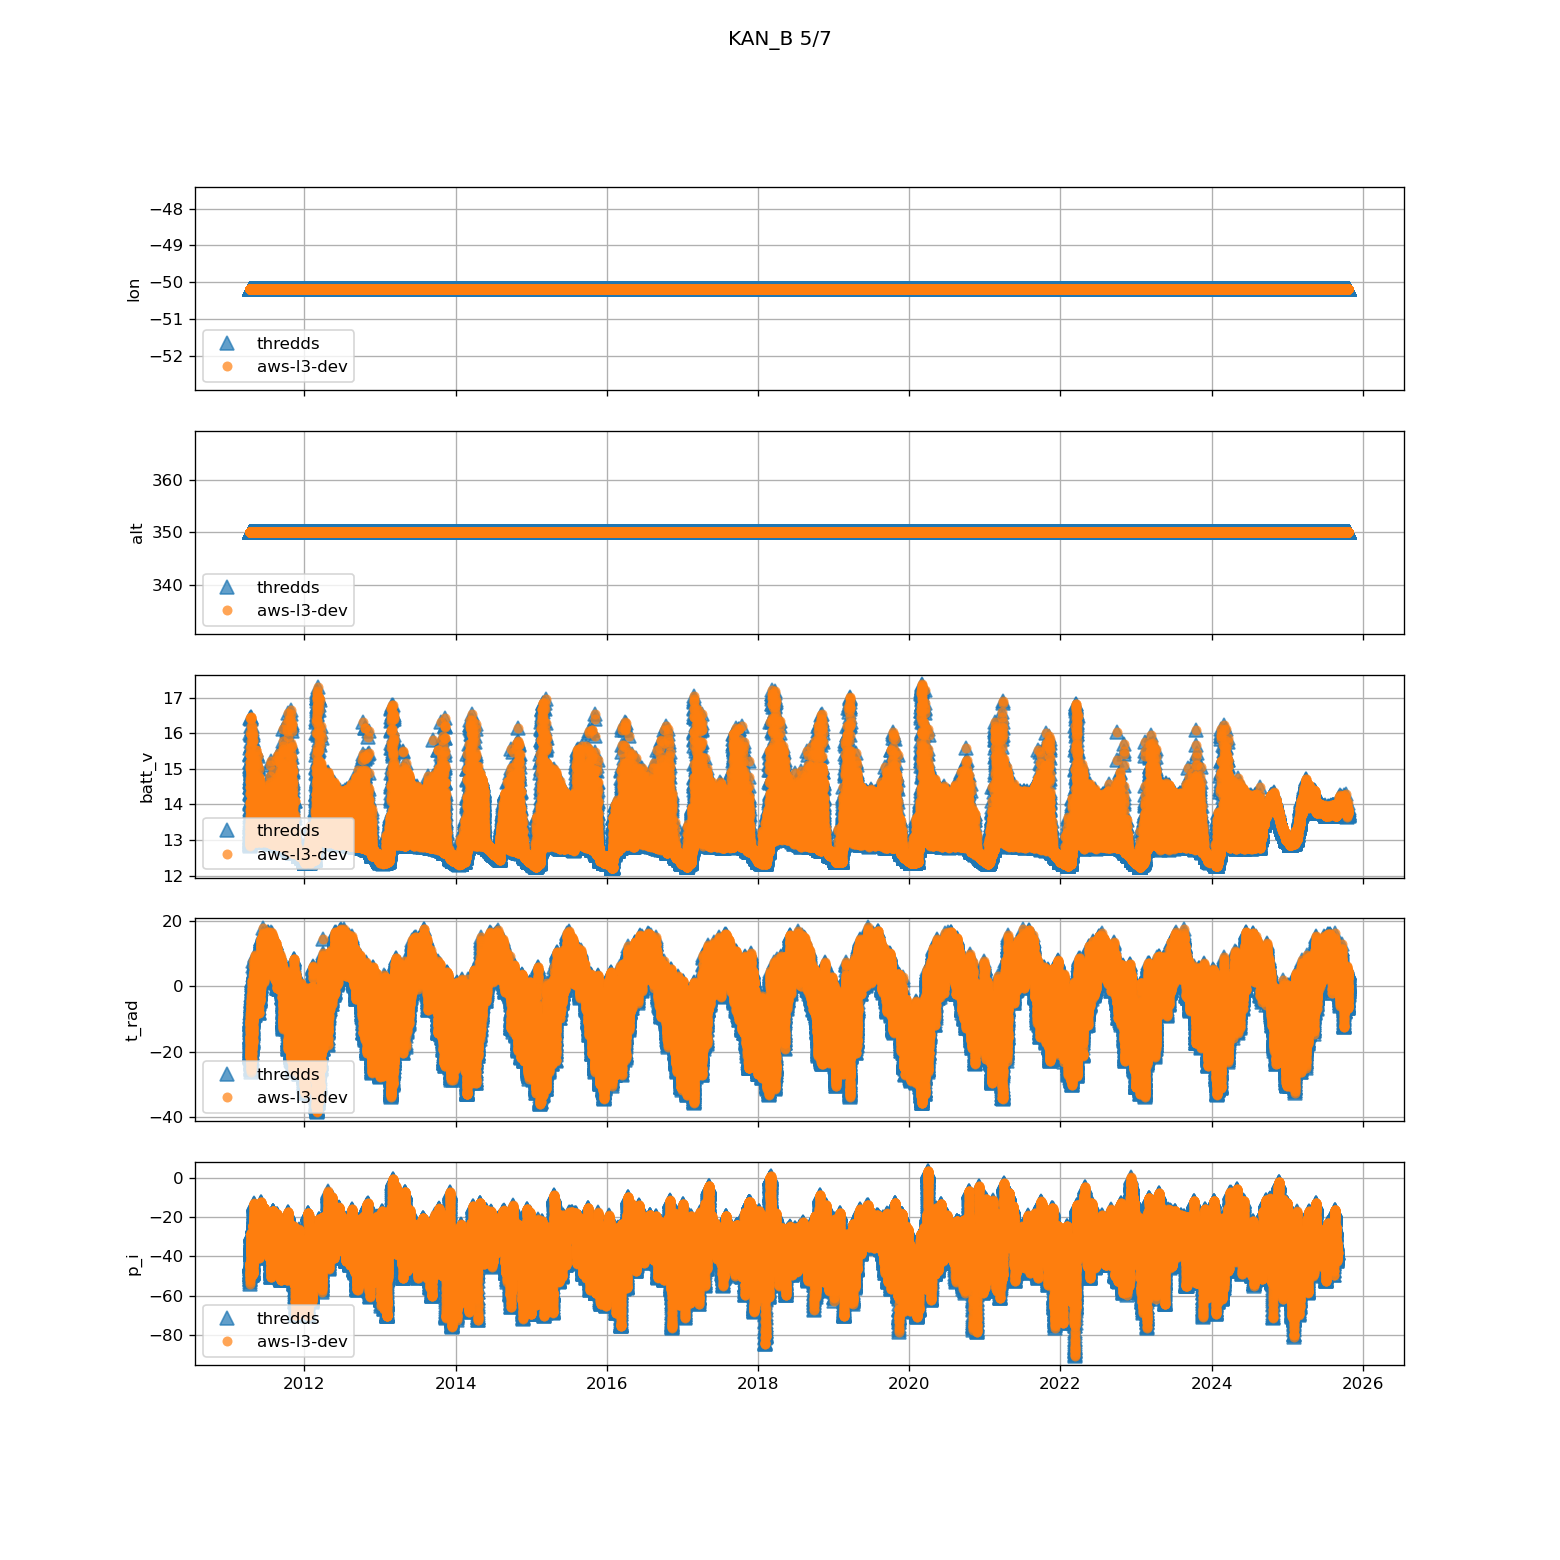 KAN_B 5/7
−48
−49
−50
−51
−52
lon
thredds
aws-l3-dev
360
350
340
alt
thredds
aws-l3-dev
17
16
15
14
13
12
batt_v
thredds
aws-l3-dev
20
0
−20
−40
t_rad
thredds
aws-l3-dev
0
−20
−40
−60
−80
p_i
thredds
aws-l3-dev
2012 2014 2016 2018 2020 2022 2024 2026